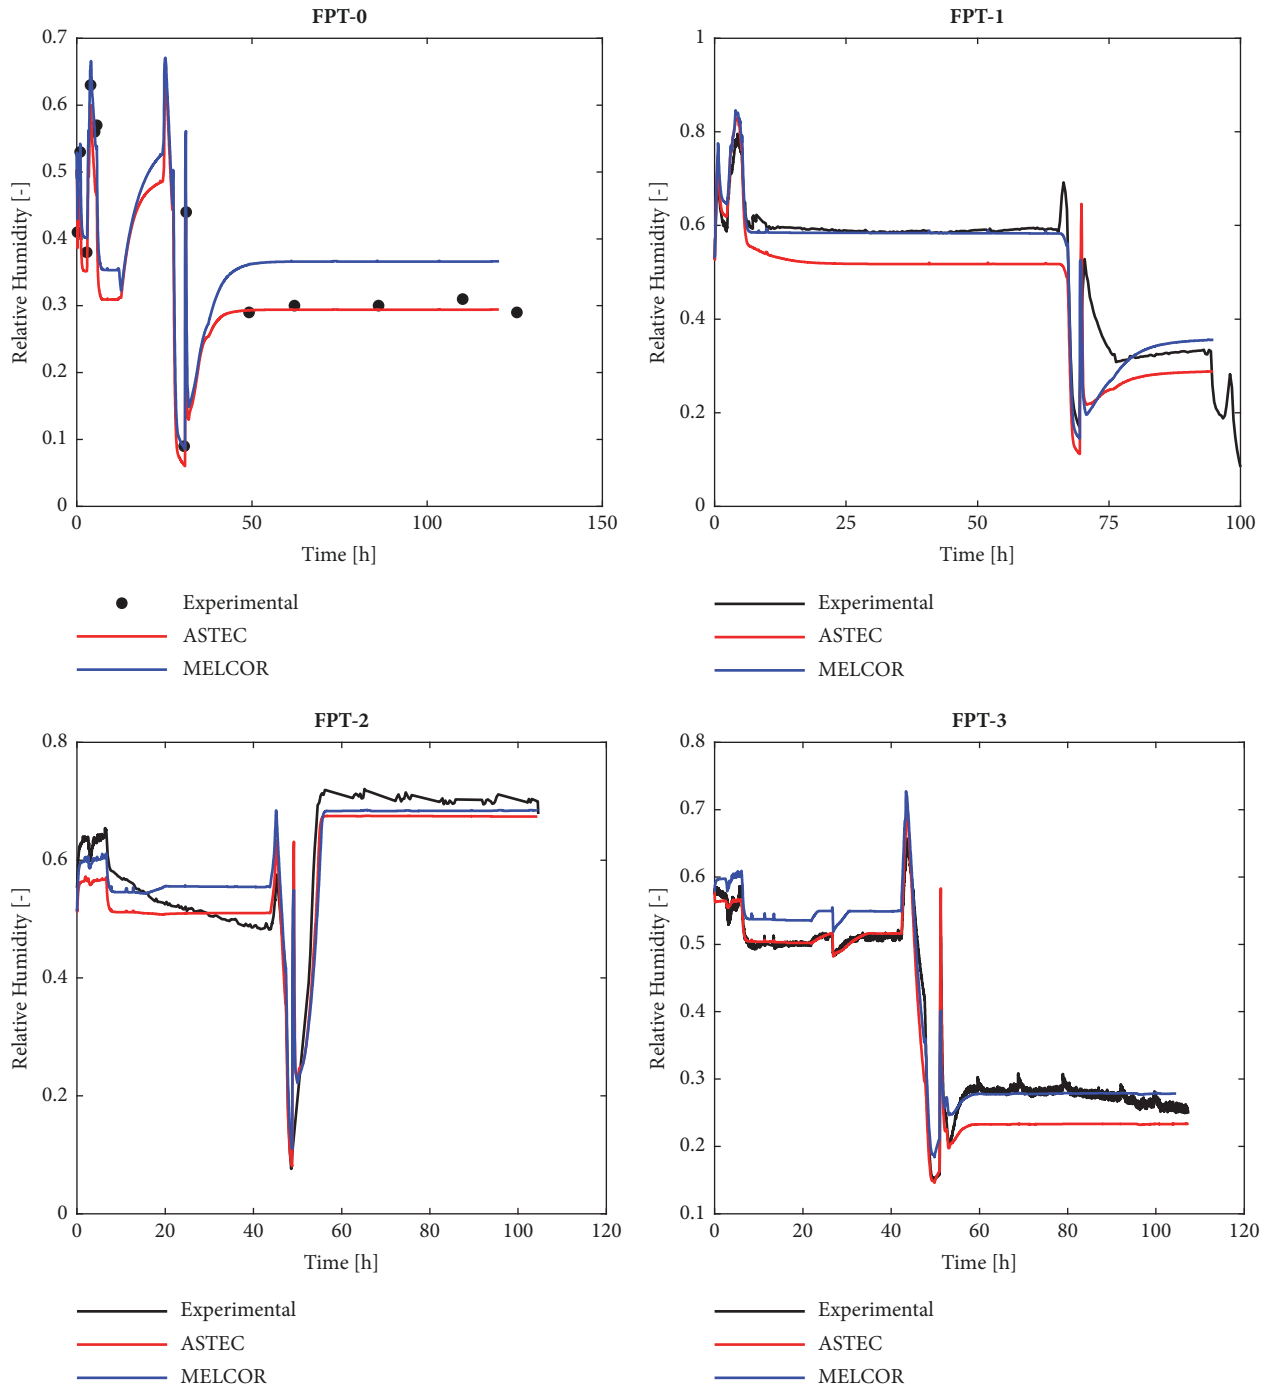 FPT-0
0.7
0.6
0.5
0.4
0.3
0.2
0.1
0
Relative Humidity [-]
0 50 100 150
Time [h]
Experimental
ASTEC
MELCOR
FPT-1
1
0.8
0.6
0.4
0.2
0
Relative Humidity [-]
0 25 50 75 100
Time [h]
Experimental
ASTEC
MELCOR
FPT-2
0.8
0.6
0.4
0.2
0
Relative Humidity [-]
0 20 40 60 80 100 120
Time [h]
Experimental
ASTEC
MELCOR
FPT-3
0.8
0.7
0.6
0.5
0.4
0.3
0.2
0.1
Relative Humidity [-]
0 20 40 60 80 100 120
Time [h]
Experimental
ASTEC
MELCOR